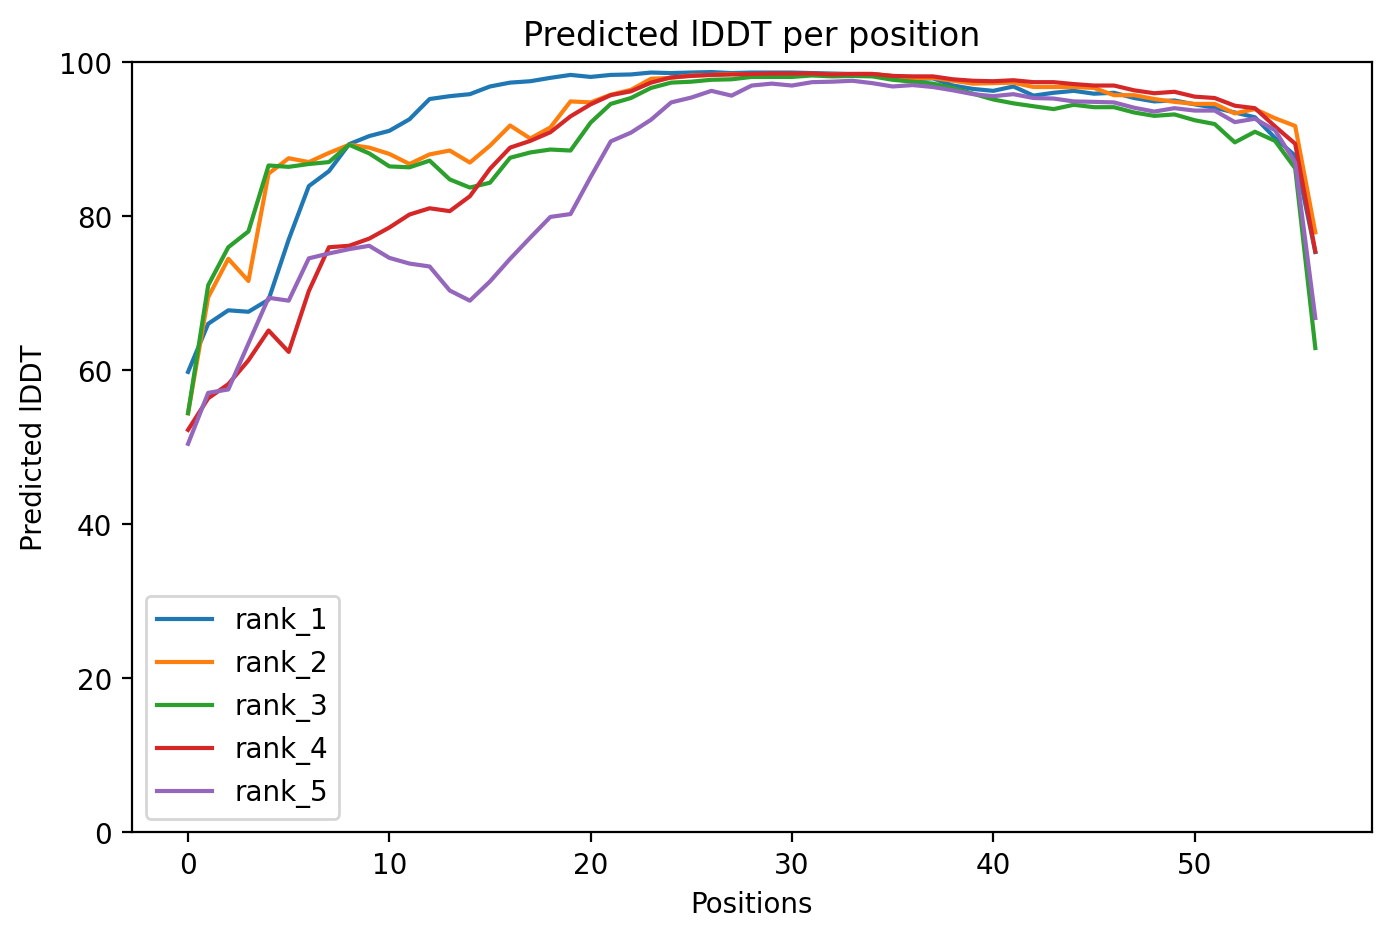 Predicted lDDT per position
100
80
60
40
20
0
Predicted lDDT
rank_1
rank_2
rank_3
rank_4
rank_5
0 10 20 30 40 50
Positions